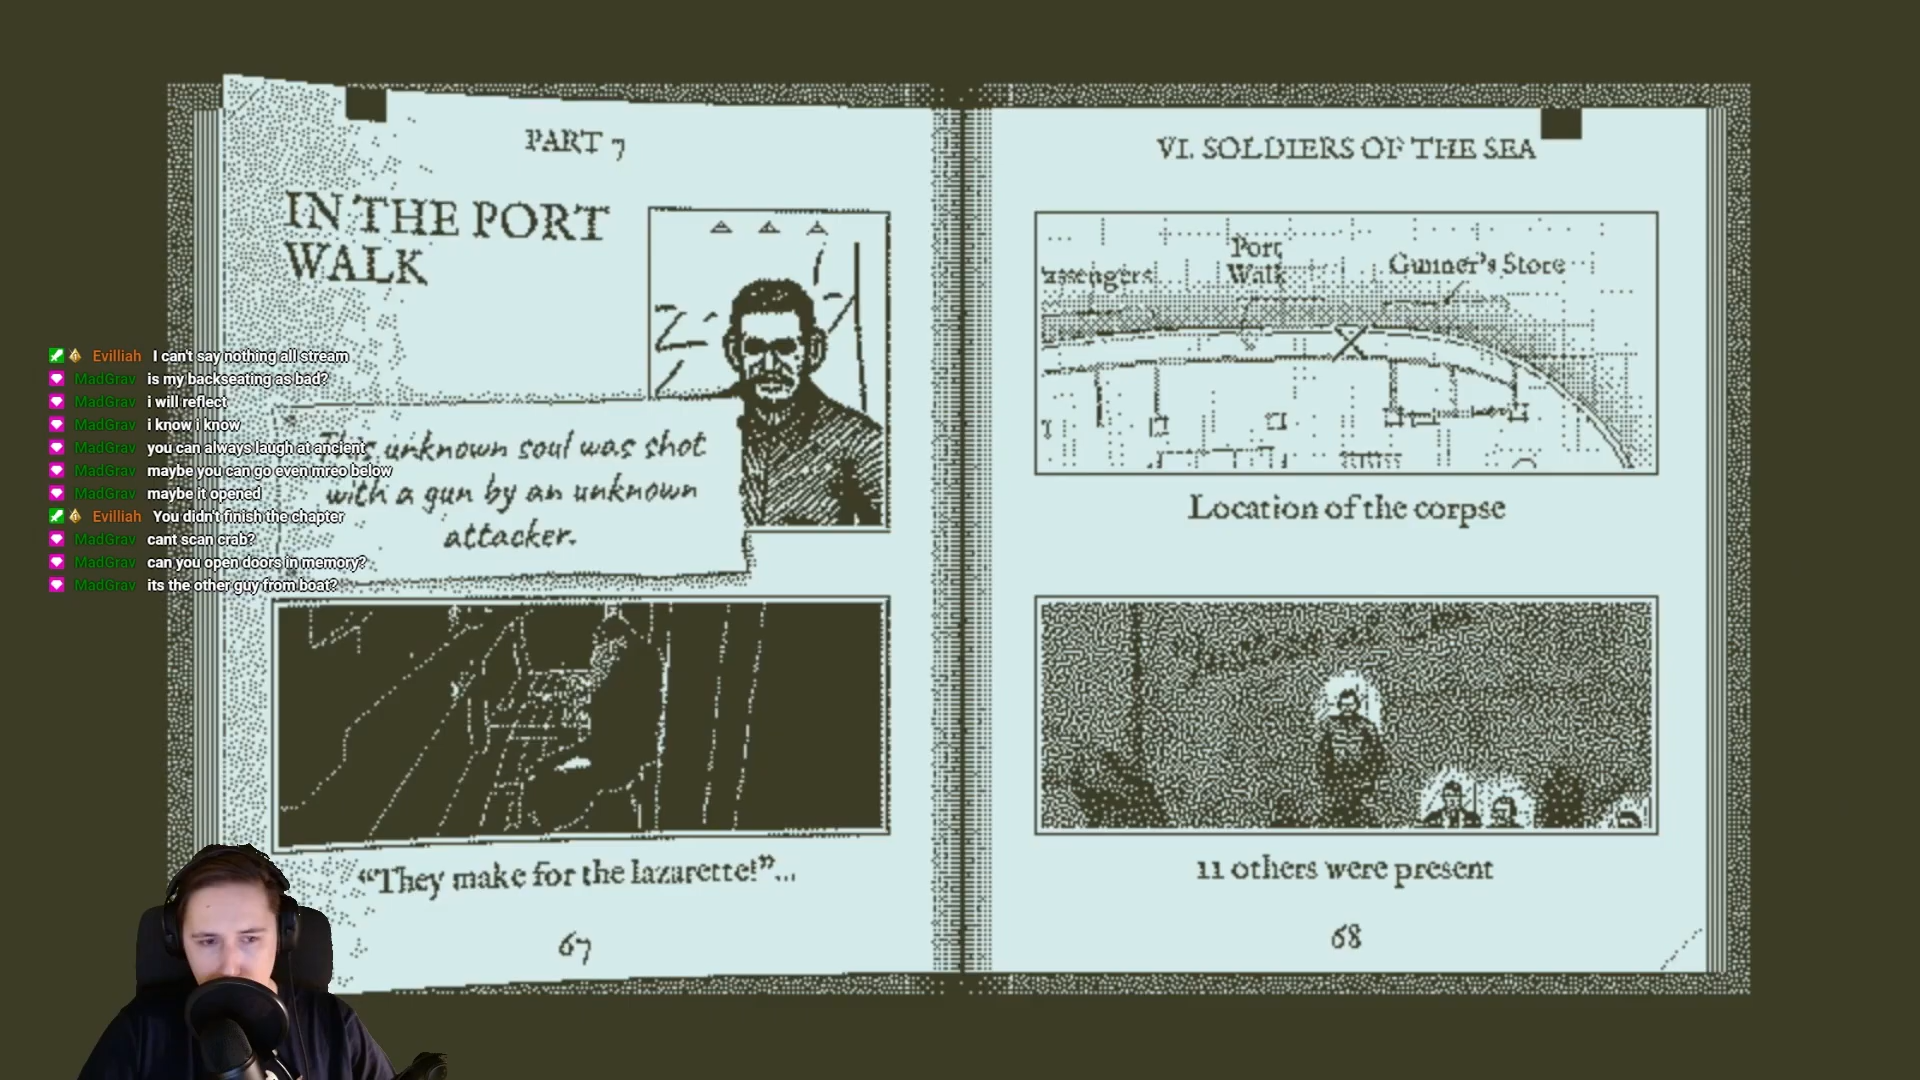 PART 7
IN THE PORT
WALK
This unknown soul was shot
with a gun by an unknown
attacker.
"They make for the lazarette!"...
67
VI. SOLDIERS OF THE SEA
Port
Walk
Gunner's Store
assengers
Location of the corpse
11 others were present
68
Evilliah I can't say nothing all stream
MadGrav is my backseating as bad?
MadGrav i will reflect
MadGrav i know i know
MadGrav you can always laugh at ancient
MadGrav maybe you can go even mreo below
MadGrav maybe it opened
Evilliah You didn't finish the chapter
MadGrav cant scan crab?
MadGrav can you open doors in memory?
MadGrav its the other guy from boat?